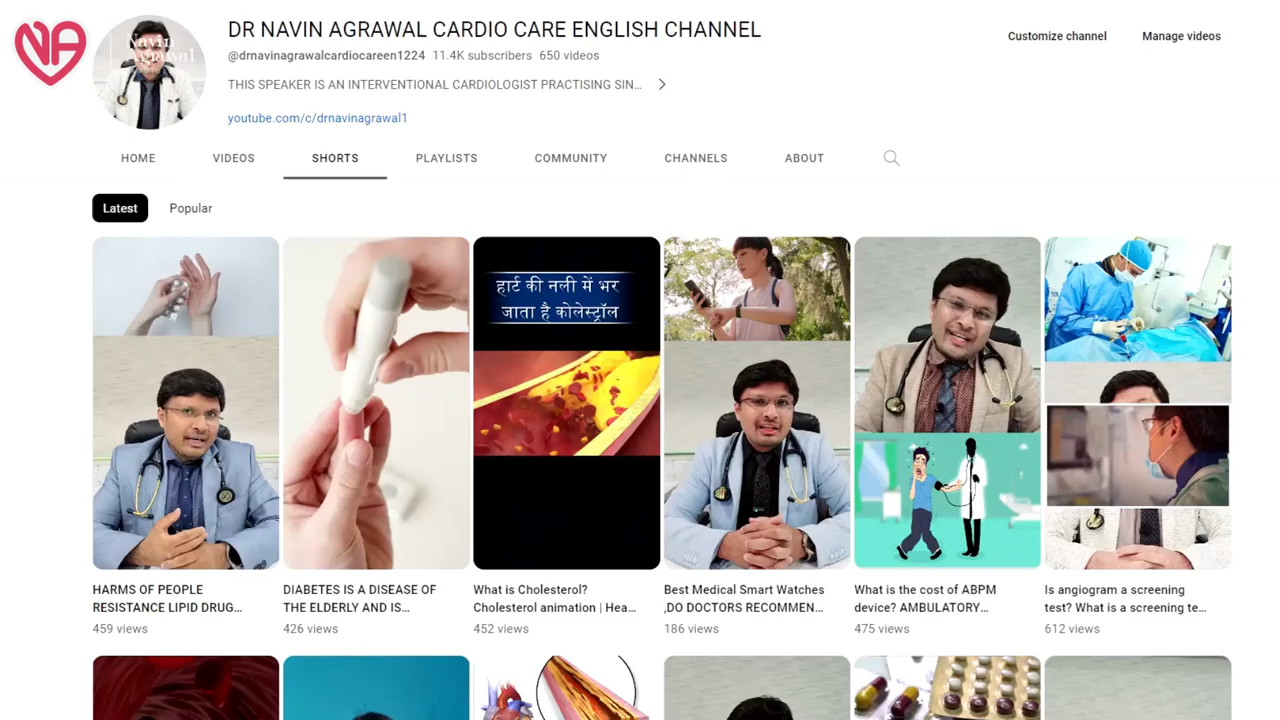 NA
Navin
Agrawal
DR NAVIN AGRAWAL CARDIO CARE ENGLISH CHANNEL
@drnavinagrawalcardiocareen1224 11.4K subscribers 650 videos
THIS SPEAKER IS AN INTERVENTIONAL CARDIOLOGIST PRACTISING SIN...
youtube.com/c/drnavinagrawal1
Customize channel Manage videos
HOME VIDEOS SHORTS PLAYLISTS COMMUNITY CHANNELS ABOUT
Latest Popular
हार्ट की नली में भर
जाता है कोलेस्ट्रॉल
HARMS OF PEOPLE
RESISTANCE LIPID DRUG...
459 views
DIABETES IS A DISEASE OF
THE ELDERLY AND IS...
426 views
What is Cholesterol?
Cholesterol animation | Hea...
452 views
Best Medical Smart Watches
,DO DOCTORS RECOMMEN...
186 views
What is the cost of ABPM
device? AMBULATORY...
475 views
Is angiogram a screening
test? What is a screening te...
612 views